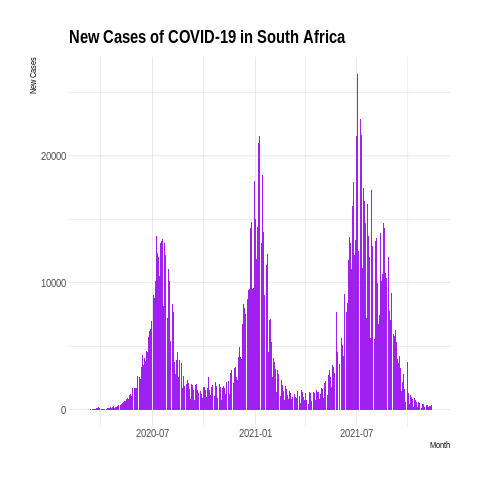 New Cases of COVID-19 in South Africa
New Cases
20000
10000
0
2020-07
2021-01
2021-07
Month